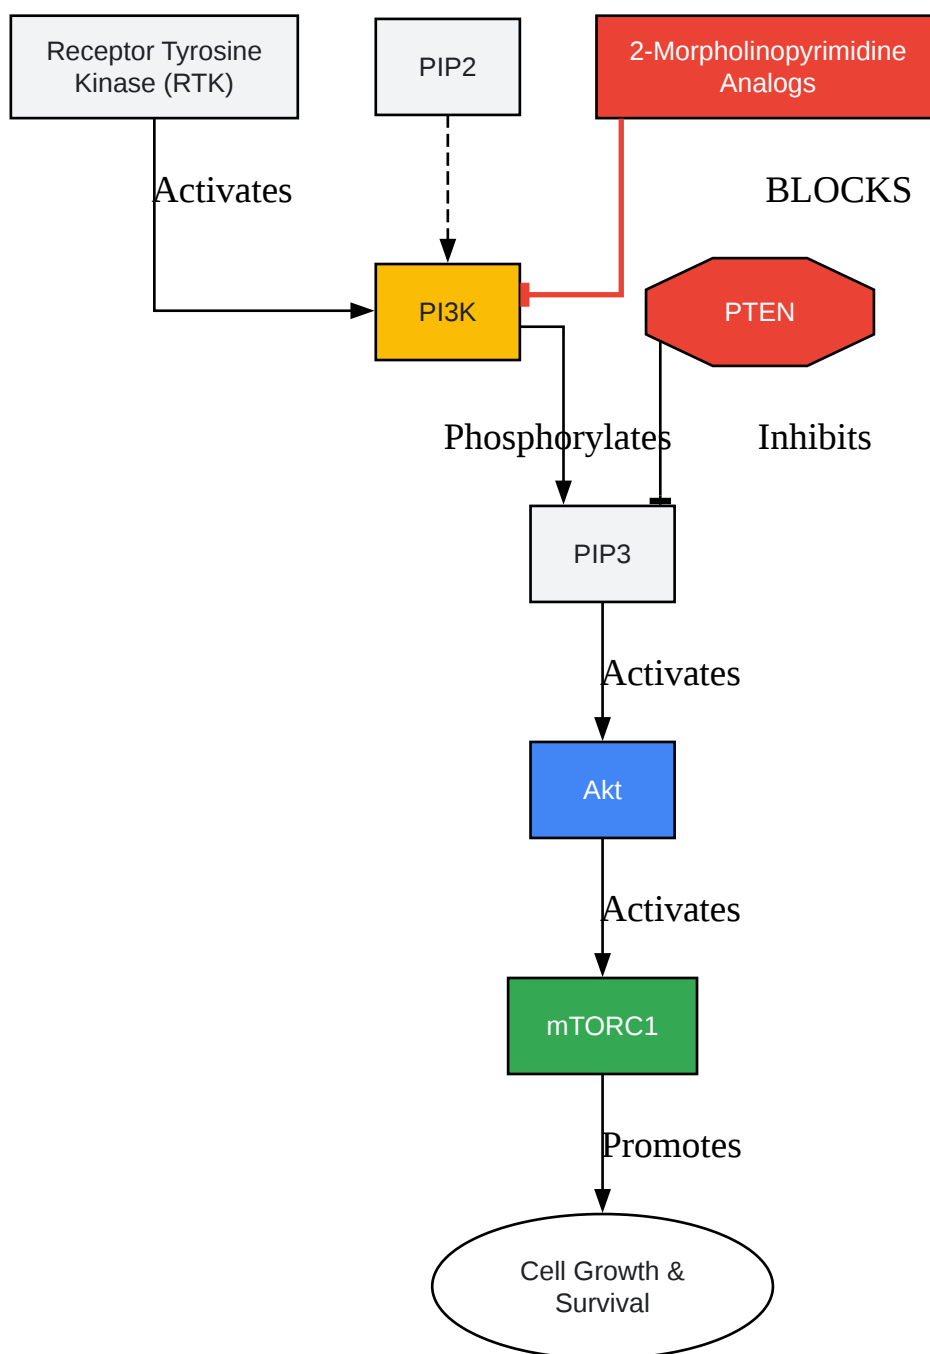 Receptor Tyrosine
Kinase (RTK)
PIP2
2-Morpholinopyrimidine
Analogs
Activates
BLOCKS
PI3K
PTEN
Phosphorylates
Inhibits
PIP3
Activates
Akt
Activates
mTORC1
Promotes
Cell Growth &
Survival